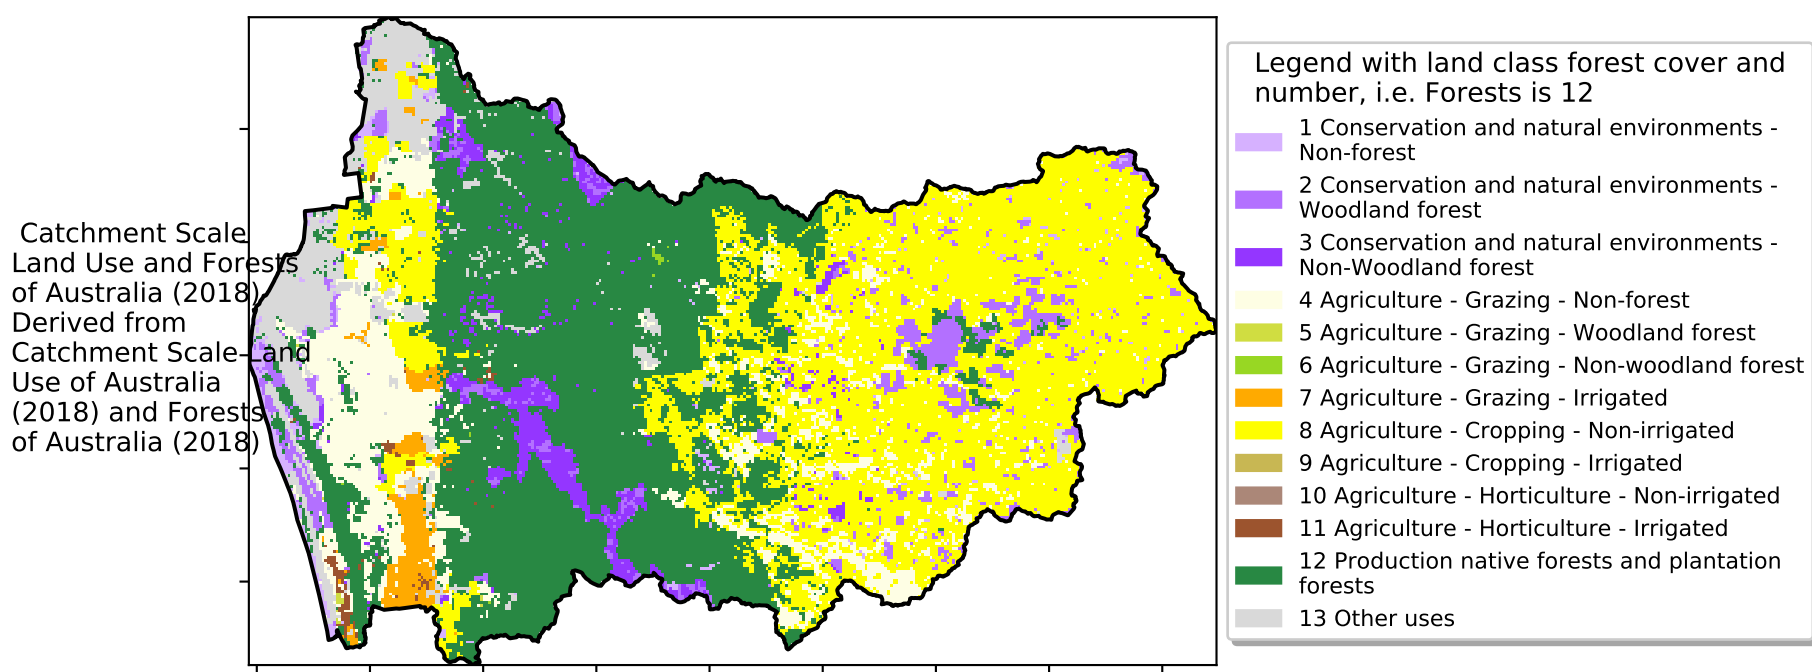 Catchment Scale
Land Use and Forests
of Australia (2018)
Derived from
Catchment Scale Land
Use of Australia
(2018) and Forests
of Australia (2018)
Legend with land class forest cover and
number, i.e. Forests is 12
1 Conservation and natural environments -
Non-forest
2 Conservation and natural environments -
Woodland forest
3 Conservation and natural environments -
Non-Woodland forest
4 Agriculture - Grazing - Non-forest
5 Agriculture - Grazing - Woodland forest
6 Agriculture - Grazing - Non-woodland forest
7 Agriculture - Grazing - Irrigated
8 Agriculture - Cropping - Non-irrigated
9 Agriculture - Cropping - Irrigated
10 Agriculture - Horticulture - Non-irrigated
11 Agriculture - Horticulture - Irrigated
12 Production native forests and plantation
forests
13 Other uses